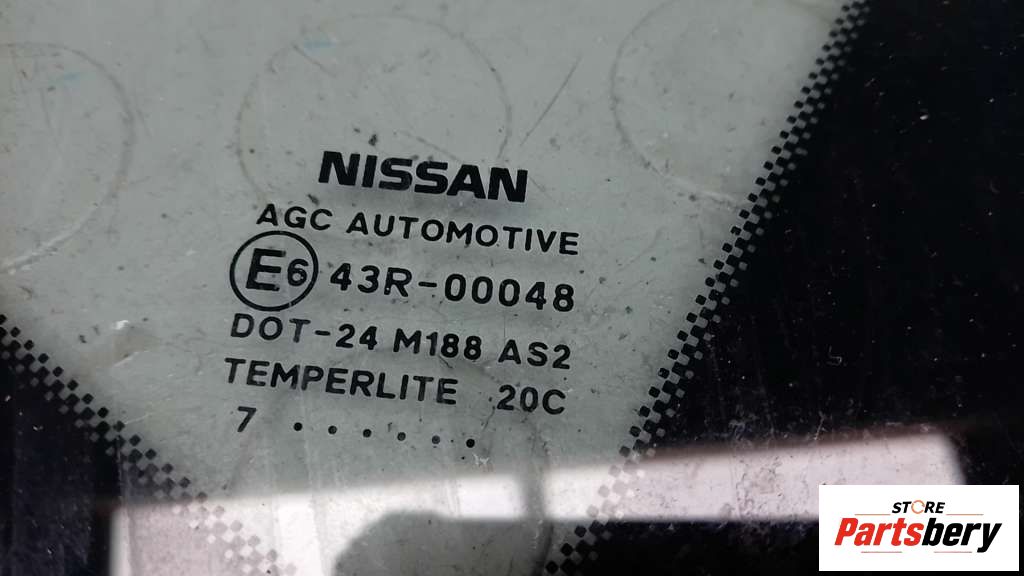 NISSAN
AGC AUTOMOTIVE
E6 43R-00048
DOT-24 M188 AS2
TEMPERLITE 20C
7 . . . . . .
STORE
Partsbery